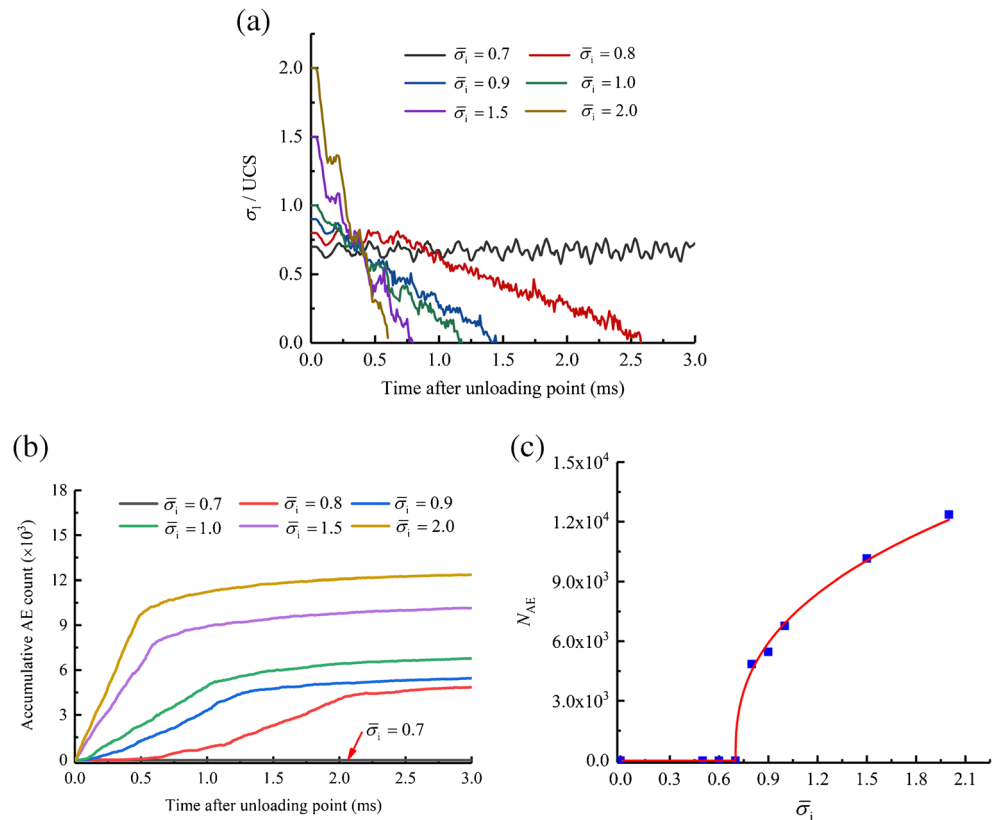 (a)
σ̅i = 0.7 σ̅i = 0.8
σ̅i = 0.9 σ̅i = 1.0
σ̅i = 1.5 σ̅i = 2.0
σ1 / UCS
2.0
1.5
1.0
0.5
0.0
0.0 0.5 1.0 1.5 2.0 2.5 3.0
Time after unloading point (ms)
(b)
σ̅i = 0.7 σ̅i = 0.8 σ̅i = 0.9
σ̅i = 1.0 σ̅i = 1.5 σ̅i = 2.0
Accumulative AE count (×10³)
18
15
12
9
6
3
0
σ̅i = 0.7
0.0 0.5 1.0 1.5 2.0 2.5 3.0
Time after unloading point (ms)
(c)
NAE
1.5x10⁴
1.2x10⁴
9.0x10³
6.0x10³
3.0x10³
0.0
0.0 0.3 0.6 0.9 1.2 1.5 1.8 2.1
σ̅i